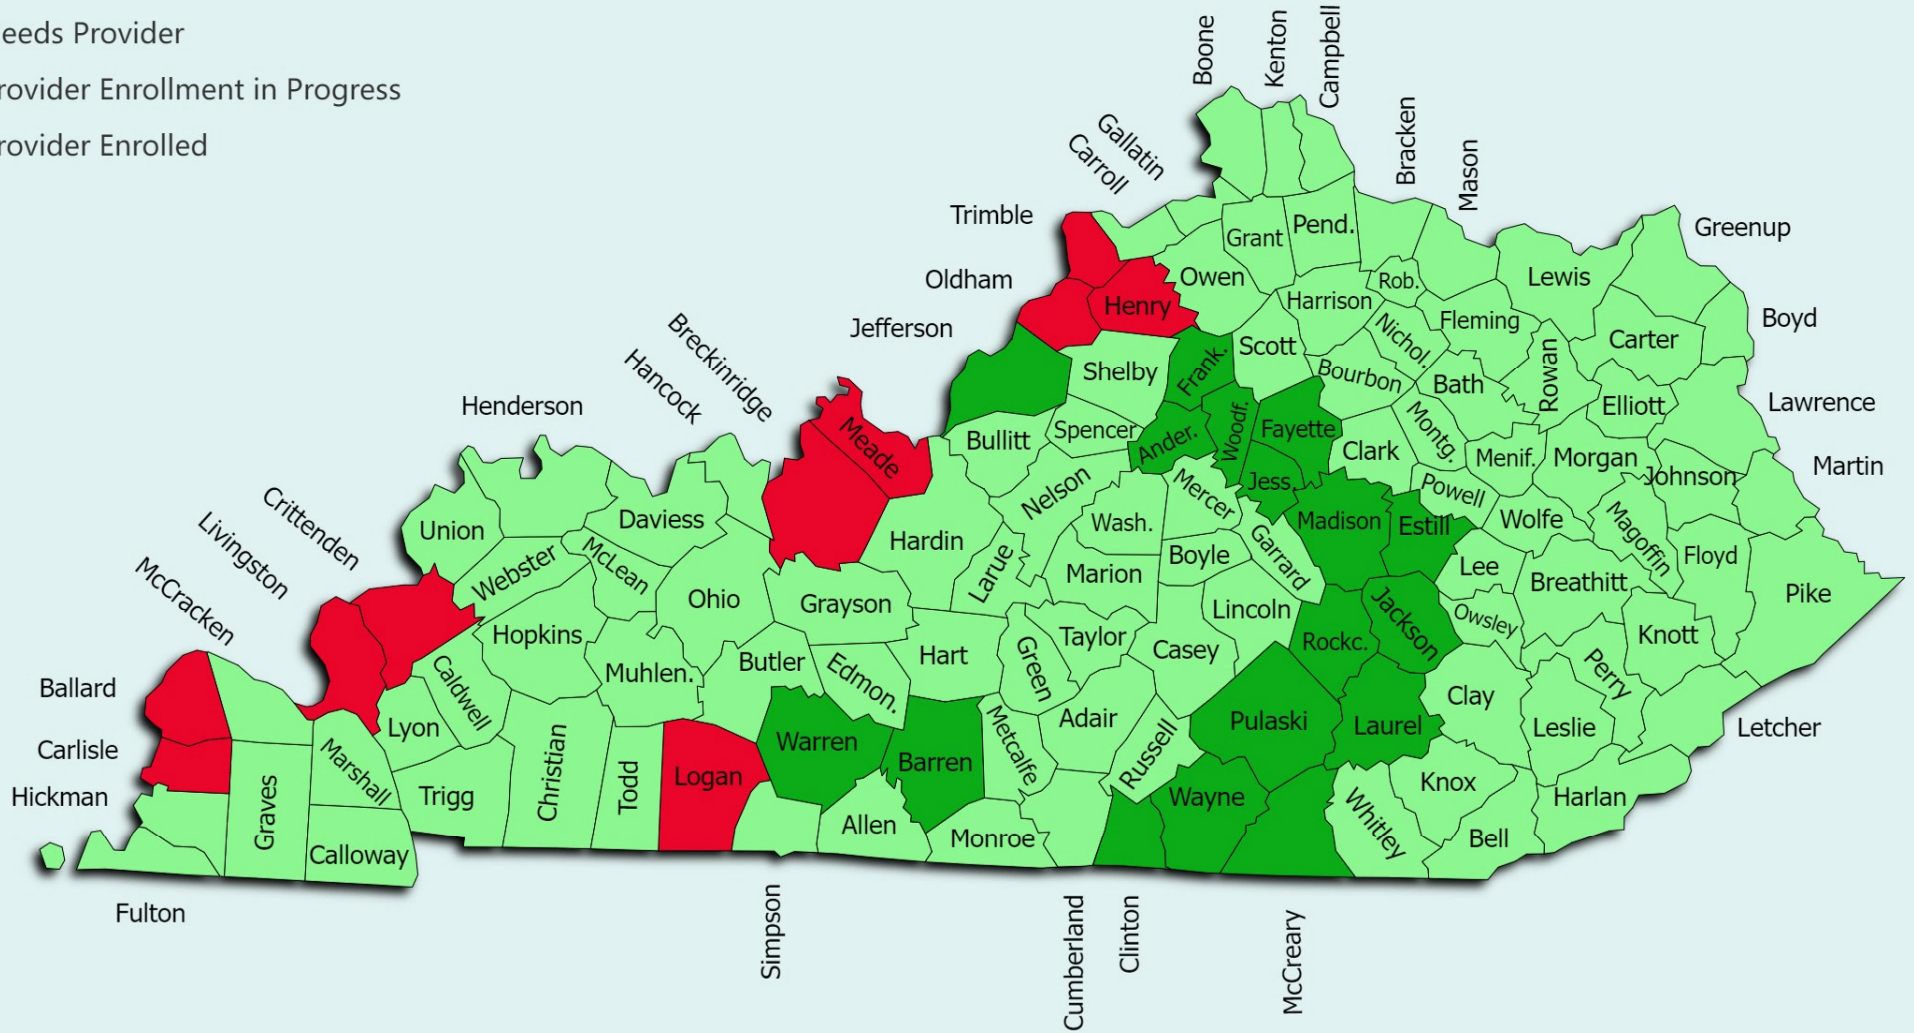 eeds Provider
rovider Enrollment in Progress
rovider Enrolled
Boone
Kenton
Campbell
Bracken
Mason
Gallatin
Carroll
Trimble
Oldham
Jefferson
Breckinridge
Hancock
Henderson
Crittenden
Livingston
McCracken
Ballard
Carlisle
Hickman
Fulton
Greenup
Boyd
Lawrence
Martin
Letcher
Grant
Pend.
Owen
Henry
Harrison
Rob.
Lewis
Fleming
Nichol.
Carter
Rowan
Scott
Shelby
Frank.
Bourbon
Bath
Elliott
Spencer
Bullitt
Ander.
Woodf.
Fayette
Clark
Montg.
Menif.
Morgan
Johnson
Meade
Jess.
Powell
Nelson
Mercer
Wash.
Madison
Estill
Wolfe
Magoffin
Floyd
Pike
Union
Daviess
Webster
McLean
Hardin
Larue
Marion
Boyle
Garrard
Lee
Breathitt
Owsley
Knott
Ohio
Grayson
Hopkins
Muhlen.
Butler
Edmon.
Hart
Green
Taylor
Casey
Lincoln
Rockc.
Jackson
Perry
Clay
Leslie
Caldwell
Lyon
Marshall
Graves
Calloway
Trigg
Christian
Todd
Logan
Warren
Barren
Metcalfe
Adair
Russell
Pulaski
Laurel
Knox
Harlan
Bell
Whitley
Wayne
Allen
Monroe
Simpson
Cumberland
Clinton
McCreary